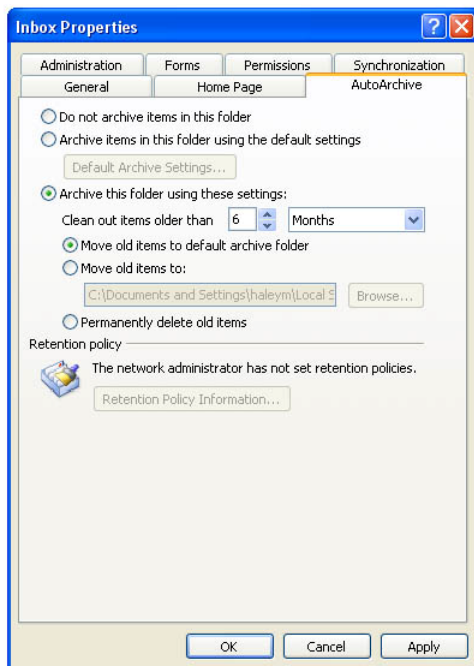 Inbox Properties
Administration Forms Permissions Synchronization
General Home Page AutoArchive
Do not archive items in this folder
Archive items in this folder using the default settings
Default Archive Settings...
Archive this folder using these settings:
Clean out items older than 6 Months
Move old items to default archive folder
Move old items to:
C:\Documents and Settings\haleym\Local S Browse...
Permanently delete old items
Retention policy
The network administrator has not set retention policies.
Retention Policy Information...
OK Cancel Apply